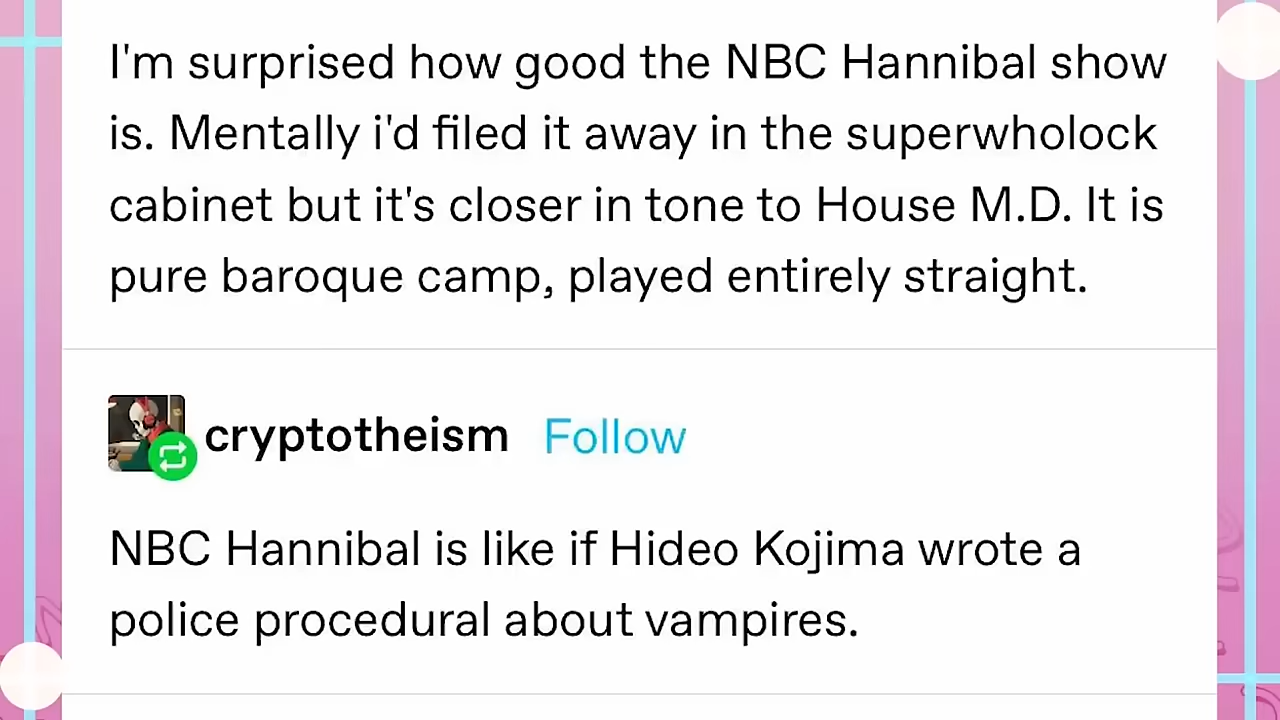 I'm surprised how good the NBC Hannibal show
is. Mentally i'd filed it away in the superwholock
cabinet but it's closer in tone to House M.D. It is
pure baroque camp, played entirely straight.
cryptotheism Follow
NBC Hannibal is like if Hideo Kojima wrote a
police procedural about vampires.